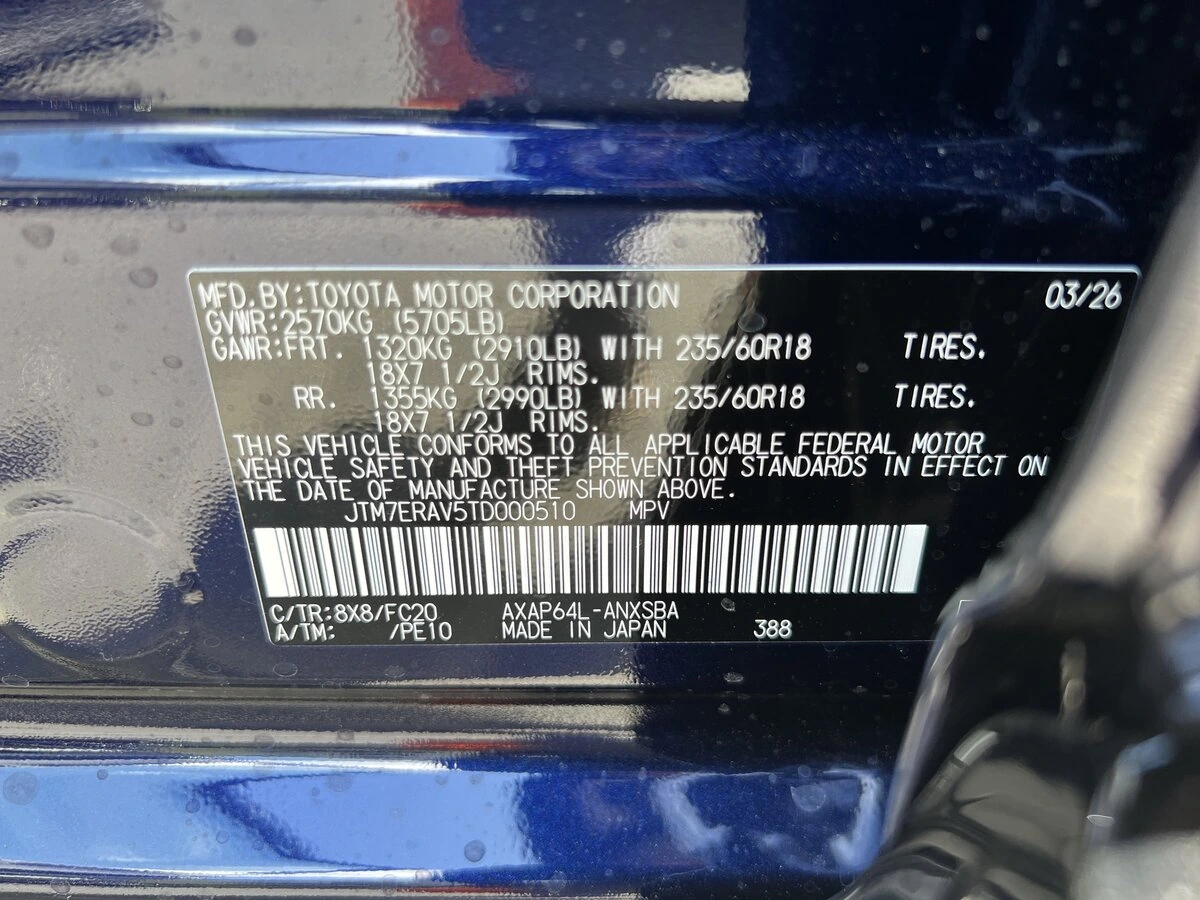 MFD.BY:TOYOTA MOTOR CORPORATION 03/26
GVWR:2570KG (5705LB)
GAWR:FRT. 1320KG (2910LB) WITH 235/60R18 TIRES.
18X7 1/2J RIMS.
RR. 1355KG (2990LB) WITH 235/60R18 TIRES.
18X7 1/2J RIMS.
THIS VEHICLE CONFORMS TO ALL APPLICABLE FEDERAL MOTOR
VEHICLE SAFETY AND THEFT PREVENTION STANDARDS IN EFFECT ON
THE DATE OF MANUFACTURE SHOWN ABOVE.
JTM7ERAV5TD000510 MPV
C/TR:8X8/FC20 AXAP64L-ANXSBA
A/TM: /PE10 MADE IN JAPAN 388